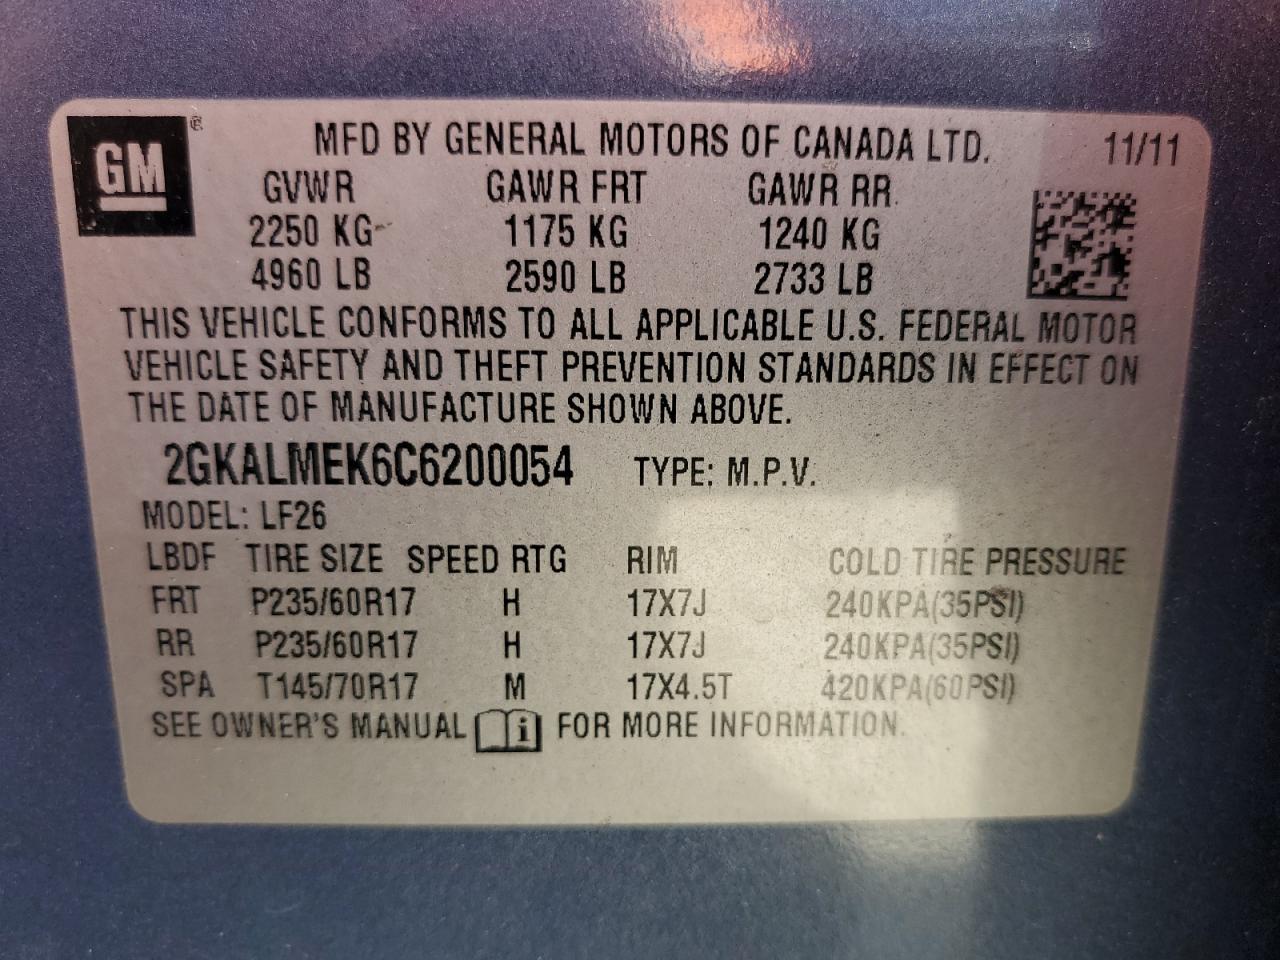 GM ®
MFD BY GENERAL MOTORS OF CANADA LTD. 11/11
GVWR GAWR FRT GAWR RR
2250 KG 1175 KG 1240 KG
4960 LB 2590 LB 2733 LB
THIS VEHICLE CONFORMS TO ALL APPLICABLE U.S. FEDERAL MOTOR
VEHICLE SAFETY AND THEFT PREVENTION STANDARDS IN EFFECT ON
THE DATE OF MANUFACTURE SHOWN ABOVE.
2GKALMEK6C6200054 TYPE: M.P.V.
MODEL: LF26
LBDF TIRE SIZE SPEED RTG RIM COLD TIRE PRESSURE
FRT P235/60R17 H 17X7J 240KPA(35PSI)
RR P235/60R17 H 17X7J 240KPA(35PSI)
SPA T145/70R17 M 17X4.5T 420KPA(60PSI)
SEE OWNER'S MANUAL i FOR MORE INFORMATION.